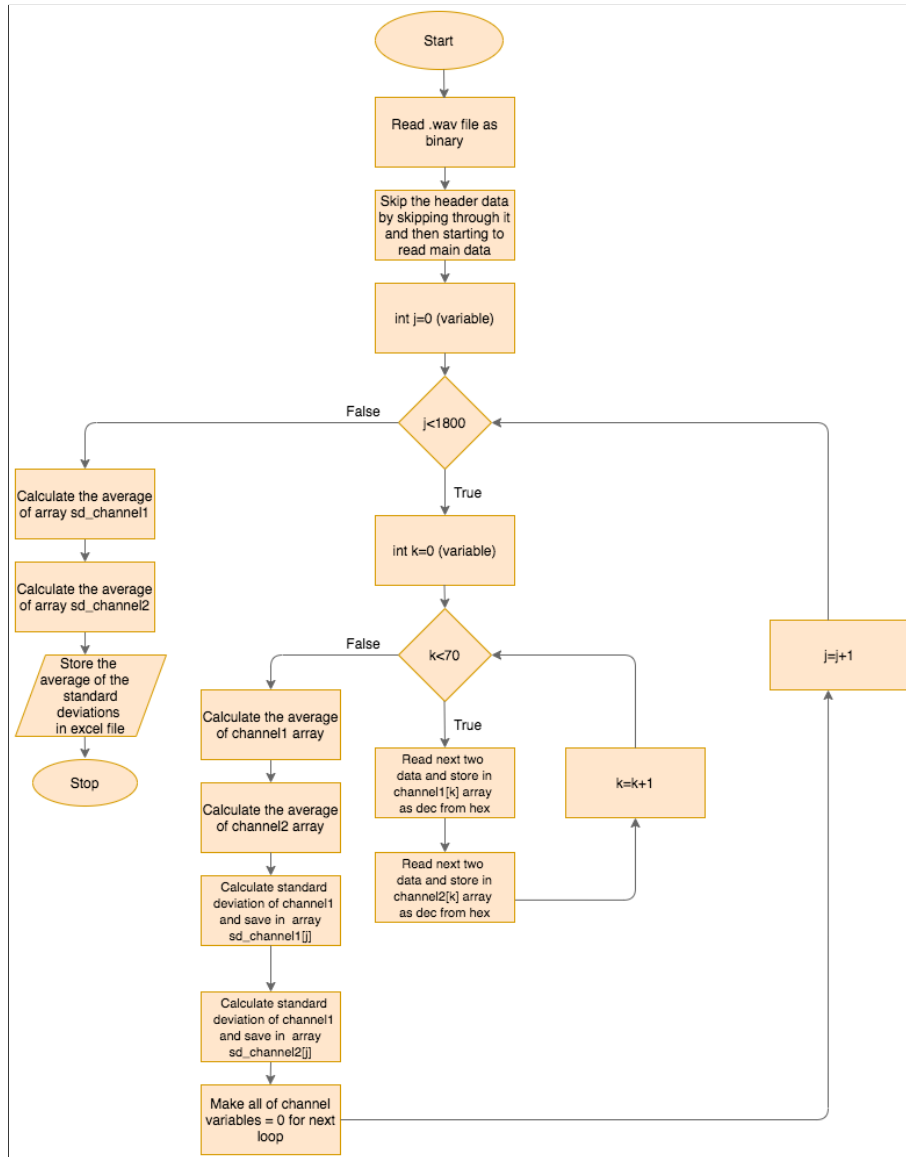 Start
Read .wav file as
binary
Skip the header data
by skipping through it
and then starting to
read main data
int j=0 (variable)
j<1800
False
True
Calculate the average
of array sd_channel1
Calculate the average
of array sd_channel2
Store the
average of the
standard
deviations
in excel file
Stop
int k=0 (variable)
k<70
False
True
Read next two
data and store in
channel1[k] array
as dec from hex
Read next two
data and store in
channel2[k] array
as dec from hex
k=k+1
Calculate the average
of channel1 array
Calculate the average
of channel2 array
Calculate standard
deviation of channel1
and save in array
sd_channel1[j]
Calculate standard
deviation of channel1
and save in array
sd_channel2[j]
Make all of channel
variables = 0 for next
loop
j=j+1